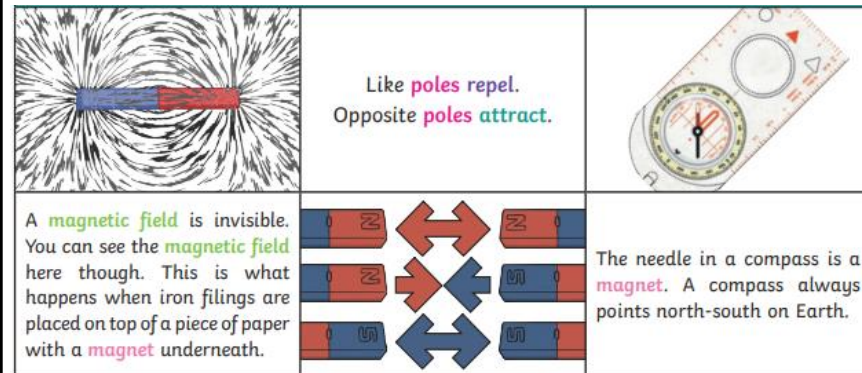 Like poles repel.
Opposite poles attract.
A magnetic field is invisible.
You can see the magnetic field
here though. This is what
happens when iron filings are
placed on top of a piece of paper
with a magnet underneath.
N N
N S
S S
The needle in a compass is a
magnet. A compass always
points north-south on Earth.